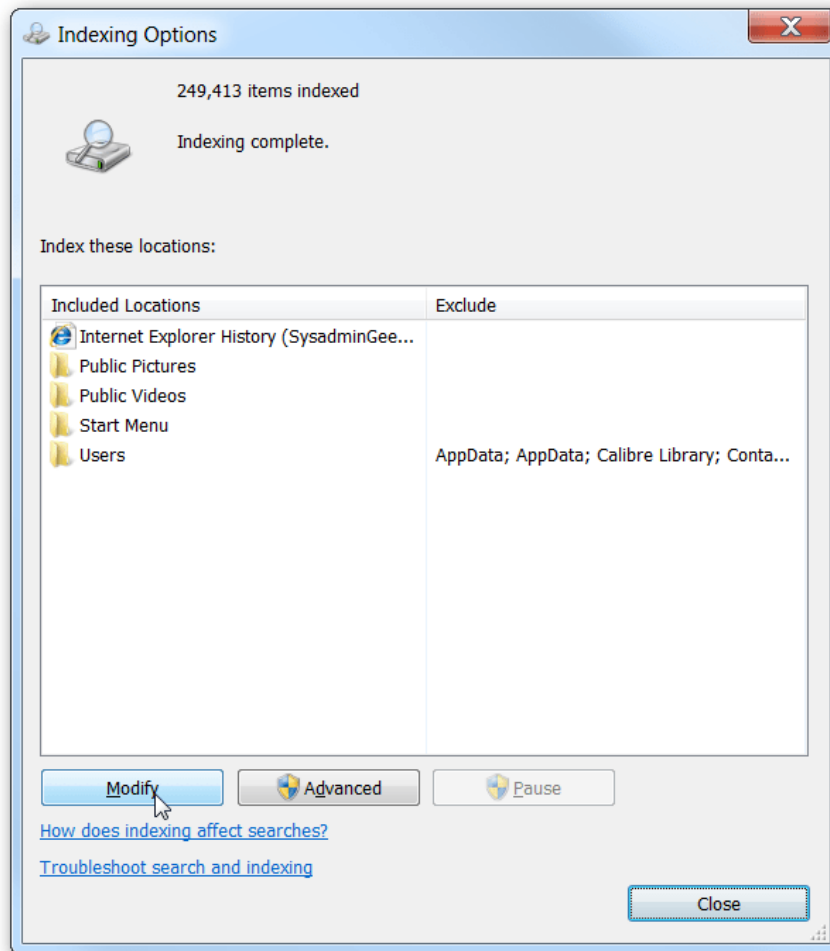 Indexing Options
249,413 items indexed
Indexing complete.
Index these locations:
Included Locations Exclude
Internet Explorer History (SysadminGee...
Public Pictures
Public Videos
Start Menu
Users AppData; AppData; Calibre Library; Conta...
Modify Advanced Pause
How does indexing affect searches?
Troubleshoot search and indexing
Close